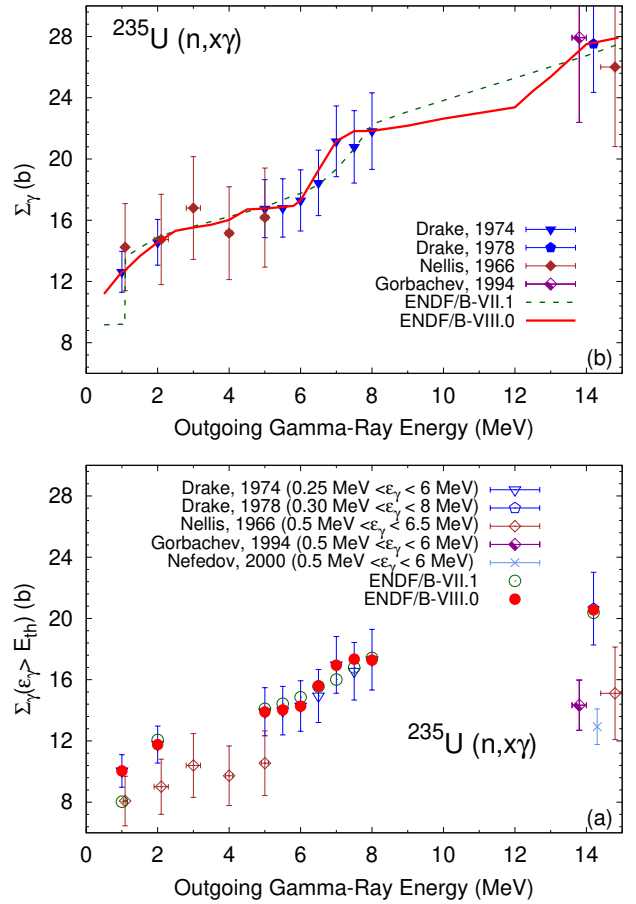 ²³⁵U (n,xγ)
28
24
20
16
12
8
Σγ (b)
Drake, 1974
Drake, 1978
Nellis, 1966
Gorbachev, 1994
ENDF/B-VII.1
ENDF/B-VIII.0
(b)
0 2 4 6 8 10 12 14
Outgoing Gamma-Ray Energy (MeV)
Drake, 1974 (0.25 MeV <εγ < 6 MeV)
Drake, 1978 (0.30 MeV <εγ < 8 MeV)
Nellis, 1966 (0.5 MeV <εγ < 6.5 MeV)
Gorbachev, 1994 (0.5 MeV <εγ < 6 MeV)
Nefedov, 2000 (0.5 MeV <εγ < 6 MeV)
ENDF/B-VII.1
ENDF/B-VIII.0
28
24
20
16
12
8
Σγ(εγ> Eth) (b)
²³⁵U (n,xγ)
(a)
0 2 4 6 8 10 12 14
Outgoing Gamma-Ray Energy (MeV)